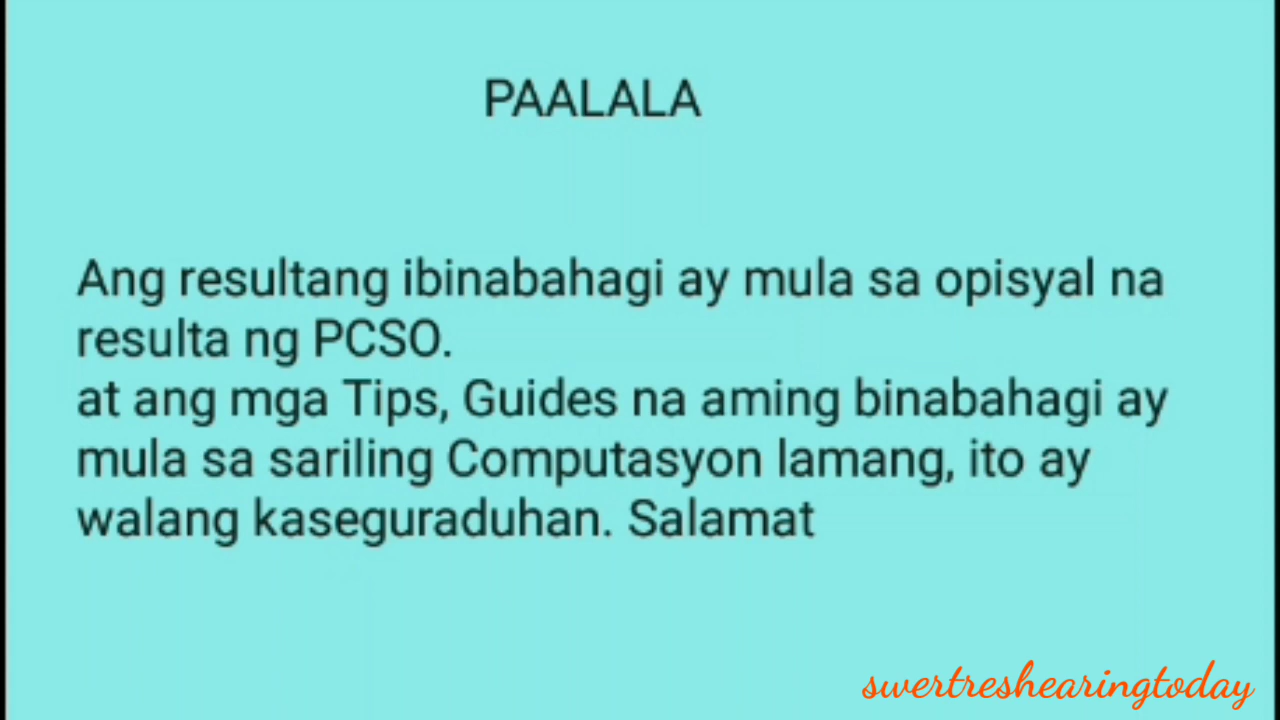 PAALALA
Ang resultang ibinabahagi ay mula sa opisyal na
resulta ng PCSO.
at ang mga Tips, Guides na aming binabahagi ay
mula sa sariling Computasyon lamang, ito ay
walang kaseguraduhan. Salamat
swertreshearingtoday